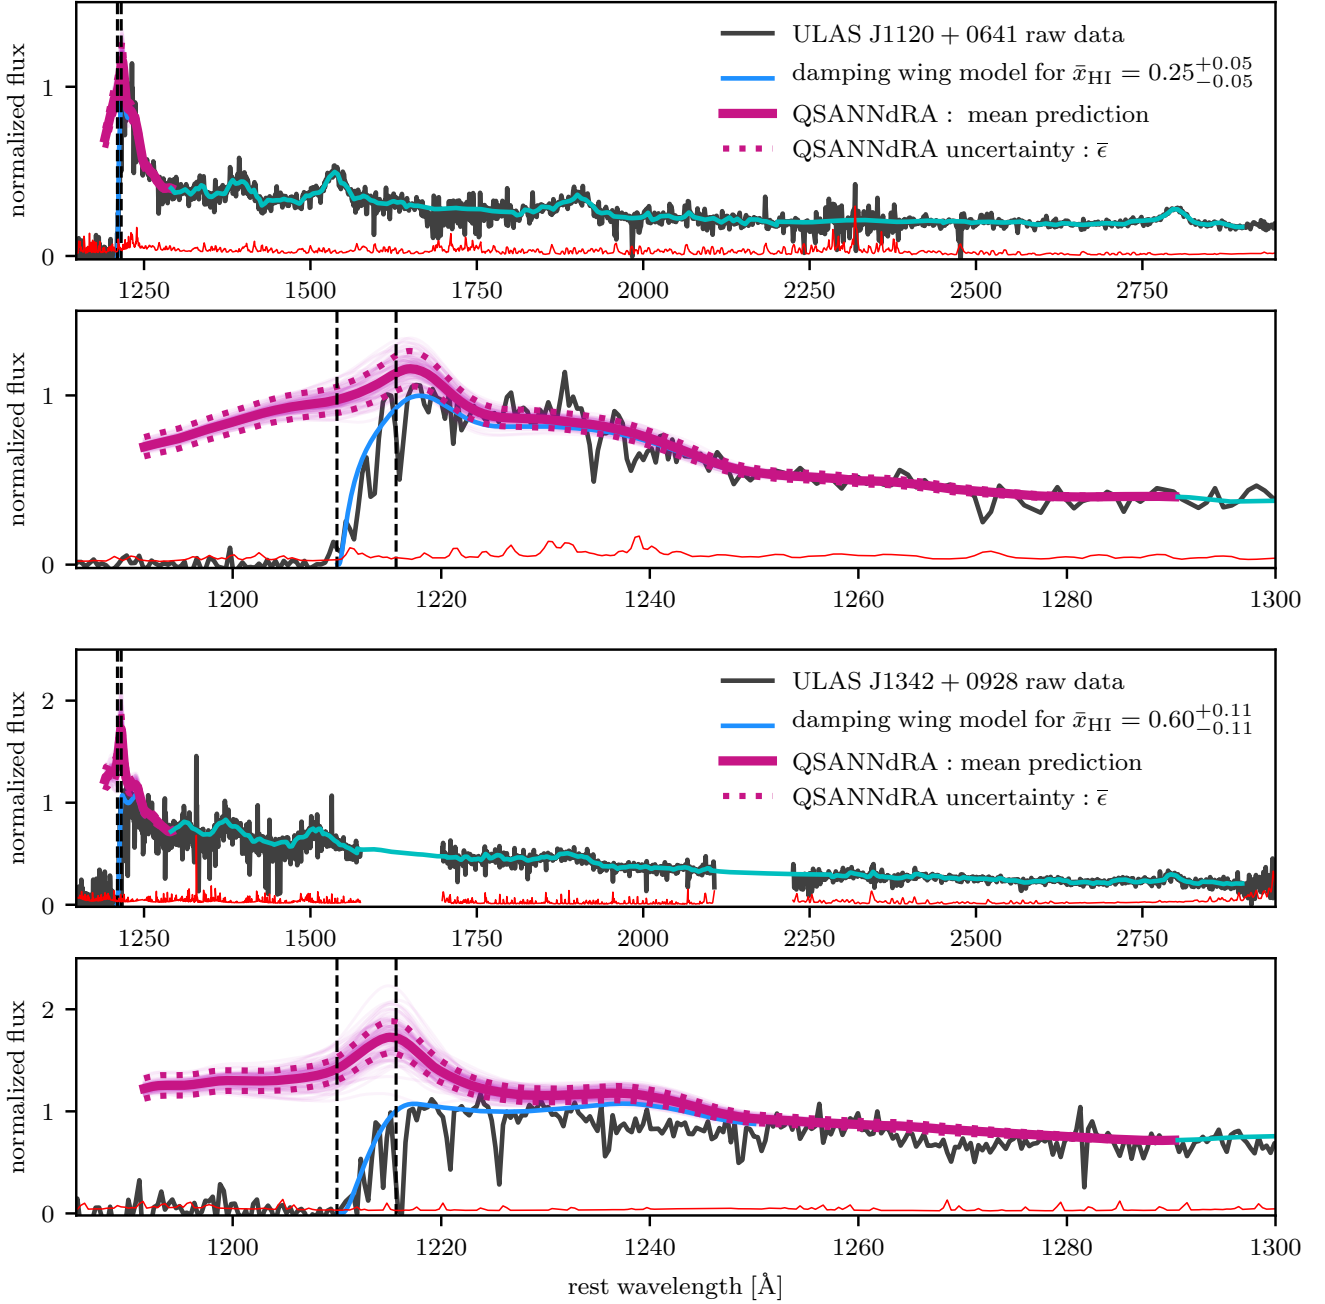 normalized flux
1
0
ULAS J1120 + 0641 raw data
damping wing model for x̄HI = 0.25+0.05−0.05
QSANNdRA : mean prediction
QSANNdRA uncertainty : ϵ̅
1250 1500 1750 2000 2250 2500 2750
normalized flux
1
0
1200 1220 1240 1260 1280 1300
normalized flux
2
1
0
ULAS J1342 + 0928 raw data
damping wing model for x̄HI = 0.60+0.11−0.11
QSANNdRA : mean prediction
QSANNdRA uncertainty : ϵ̅
1250 1500 1750 2000 2250 2500 2750
normalized flux
2
1
0
1200 1220 1240 1260 1280 1300
rest wavelength [Å]